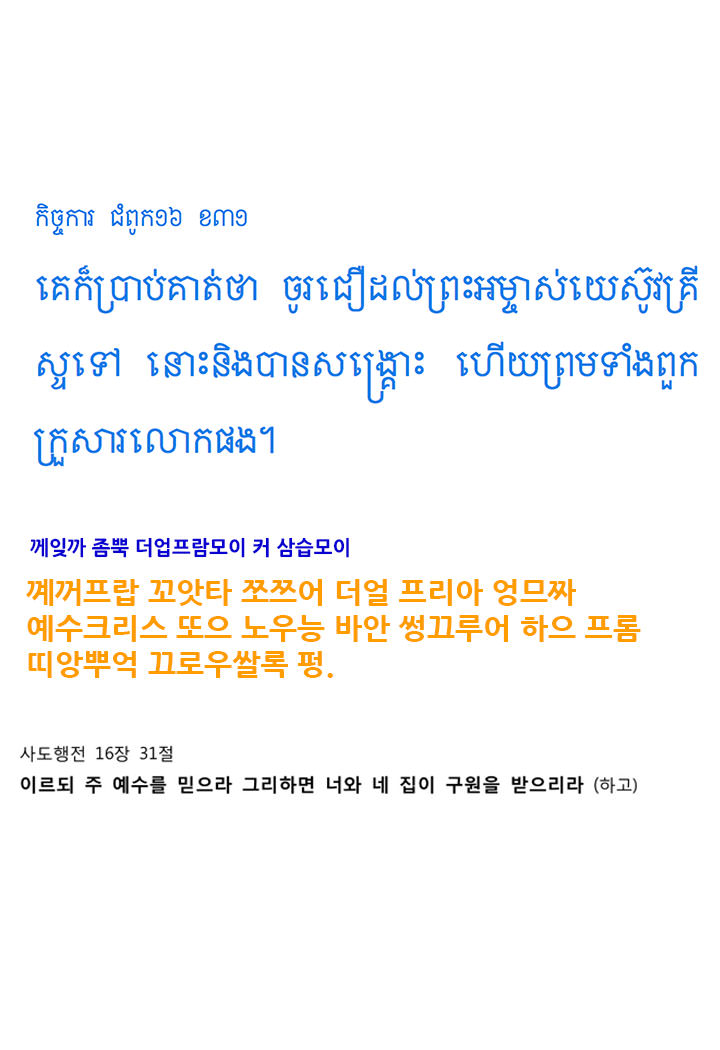 កិច្ចការ ជំពូក១៦ ខ៣១
គេក៏ប្រាប់គាត់ថា ចូរជឿដល់ព្រះអម្ចាស់យេស៊ូវគ្រី
ស្ទទៅ នោះនិងបានសង្គ្រោះ ហើយព្រមទាំងពួក
ក្រួសារលោកផង។
께잋까 좀뿍 더업프람모이 커 삼습모이
꼐꺼프랍 꼬앗타 쪼쯔어 더얼 프리아 엉므짜
예수크리스 또으 노우능 바안 썽끄루어 하으 프롬
띠앙뿌억 끄로우쌀록 펑.
사도행전 16장 31절
이르되 주 예수를 믿으라 그리하면 너와 네 집이 구원을 받으리라 (하고)